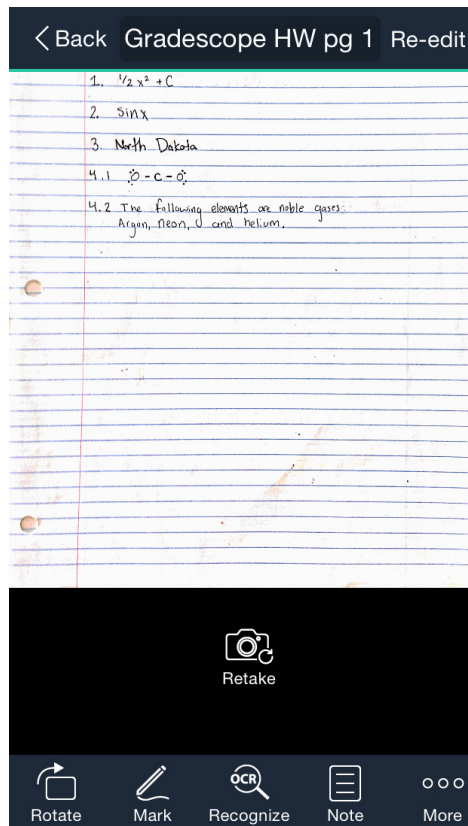 Back Gradescope HW pg 1 Re-edit
1. 1/2 x² + C
2. Sinx
3. North Dakota
4.1 :Ö-C-Ö:
4.2 The following elements are noble gases:
Argon, neon, and helium.
Retake
OCR
Rotate Mark Recognize Note More